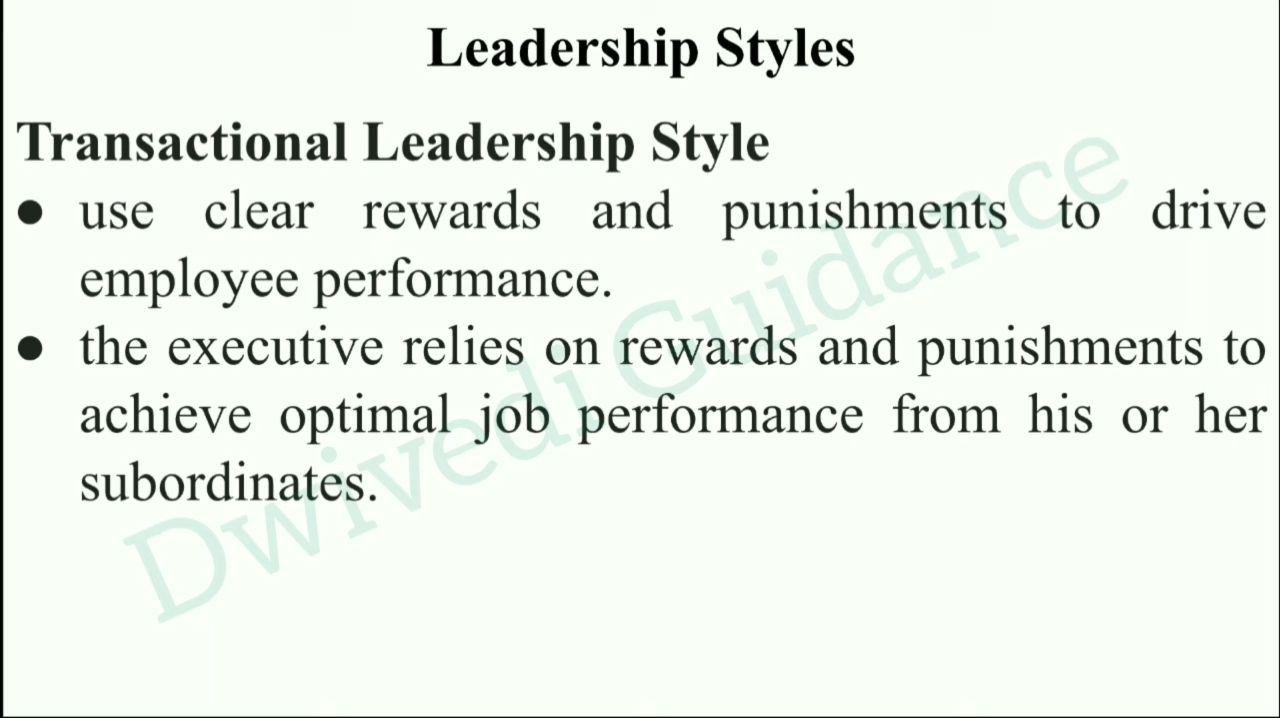 Leadership Styles
Transactional Leadership Style
● use clear rewards and punishments to drive
employee performance.
● the executive relies on rewards and punishments to
achieve optimal job performance from his or her
subordinates.
Dwivedi Guidance